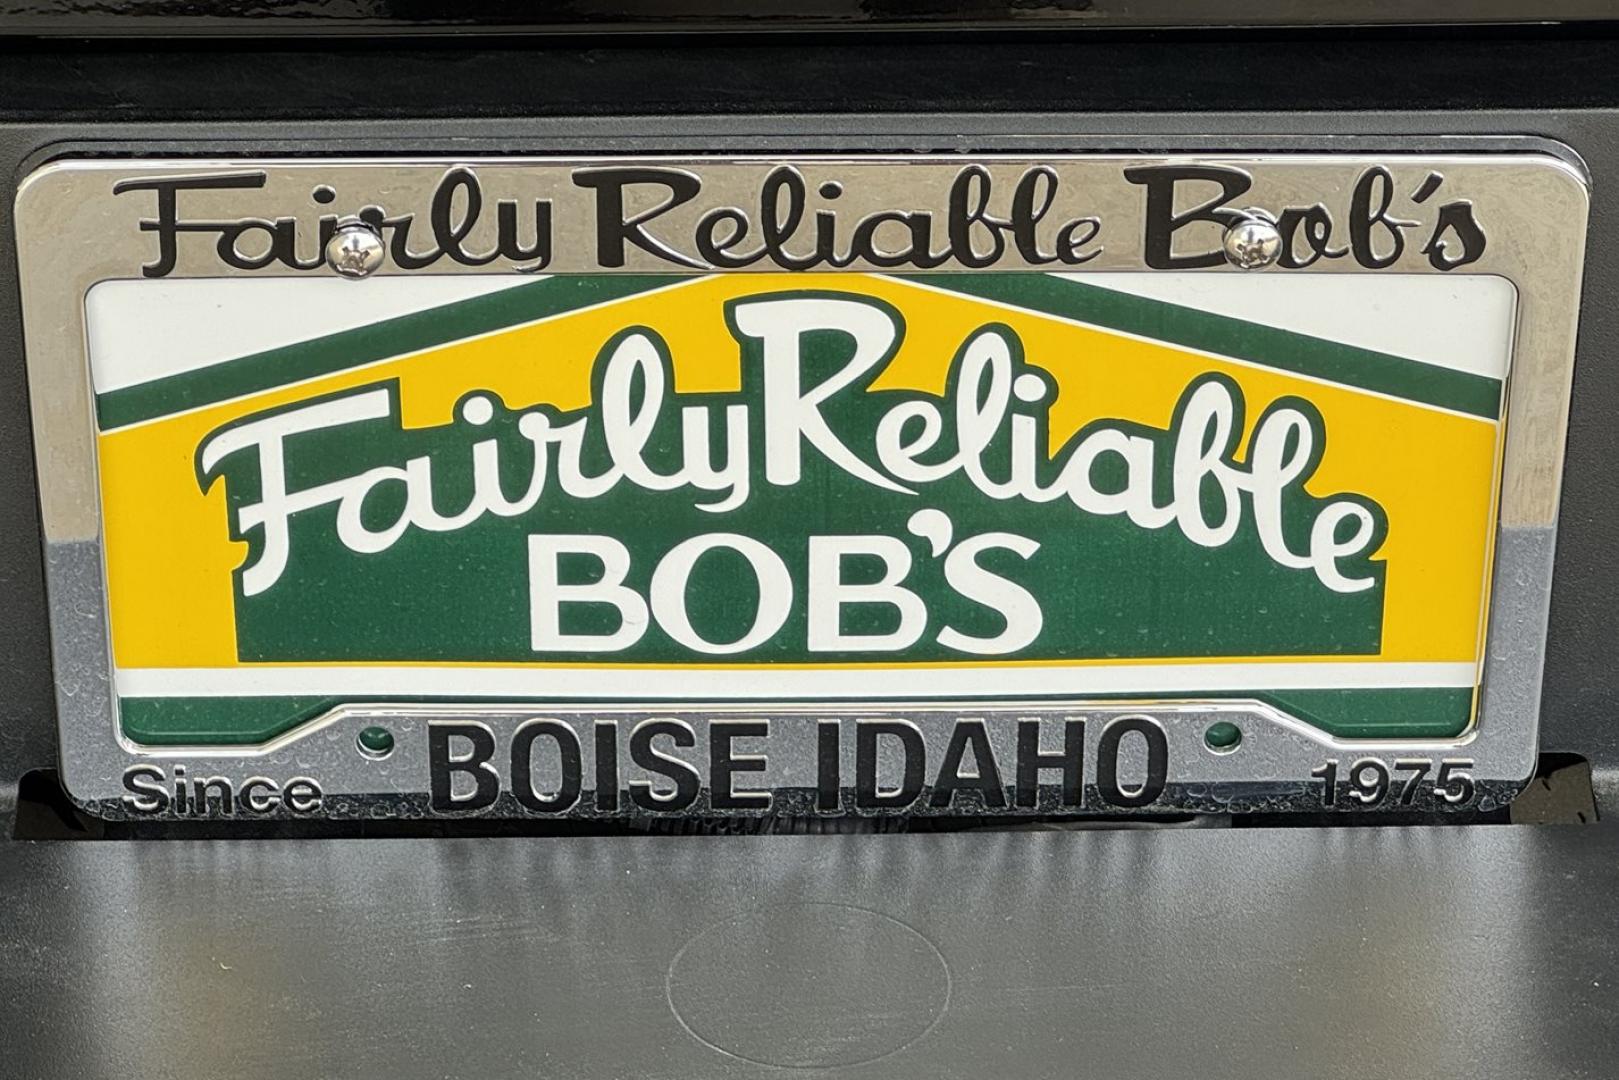 Fairly Reliable Bob's
Fairly Reliable
BOB'S
Since BOISE IDAHO 1975